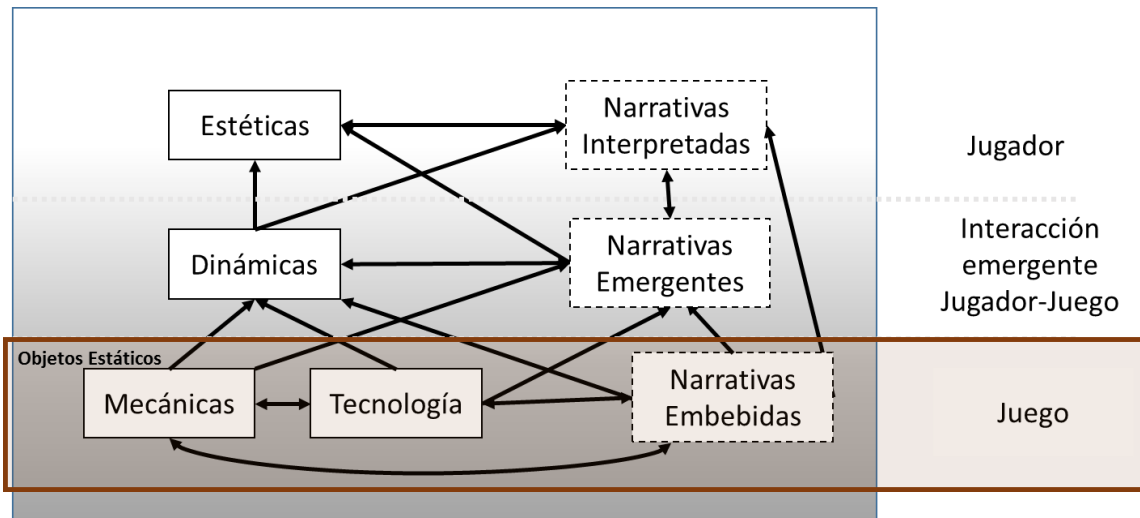 Estéticas
Narrativas
Interpretadas
Jugador
Dinámicas
Narrativas
Emergentes
Interacción
emergente
Jugador-Juego
Objetos Estáticos
Mecánicas
Tecnología
Narrativas
Embebidas
Juego